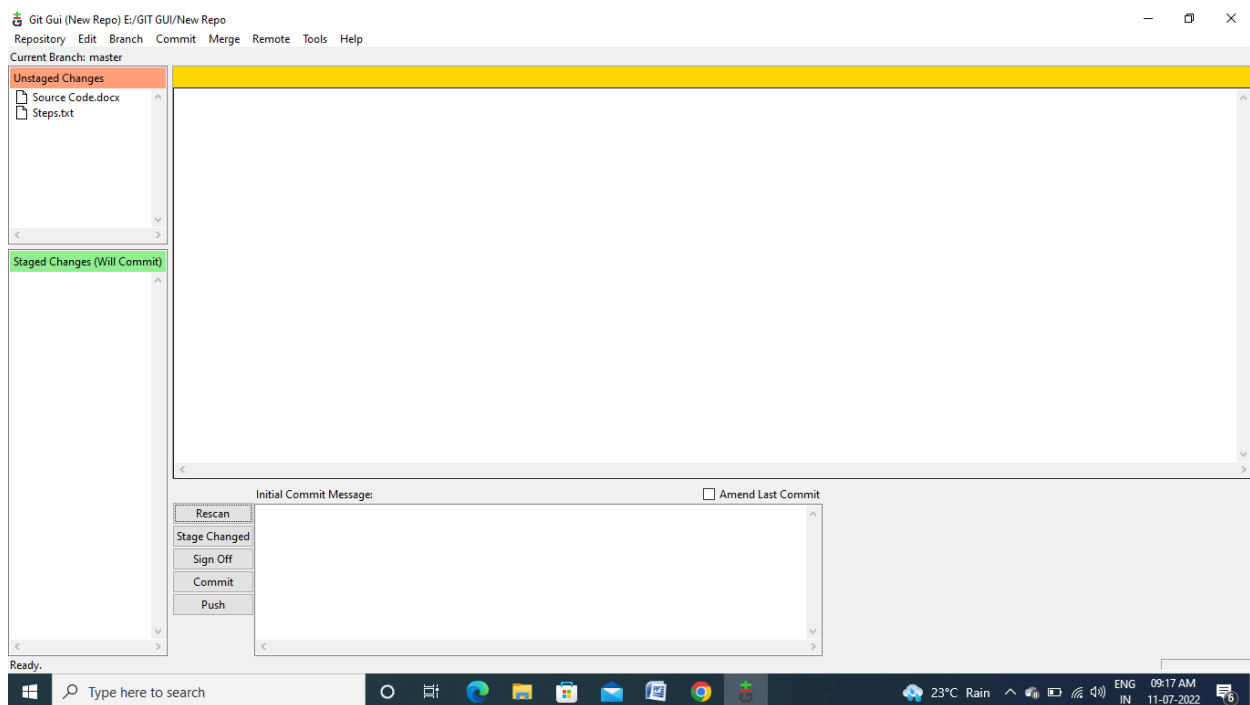 Git Gui (New Repo) E:/GIT GUI/New Repo
Repository Edit Branch Commit Merge Remote Tools Help
Current Branch: master
Unstaged Changes
Source Code.docx
Steps.txt
Staged Changes (Will Commit)
Initial Commit Message:
Amend Last Commit
Rescan
Stage Changed
Sign Off
Commit
Push
Ready.
Type here to search
23°C Rain
ENG
IN
09:17 AM
11-07-2022
6